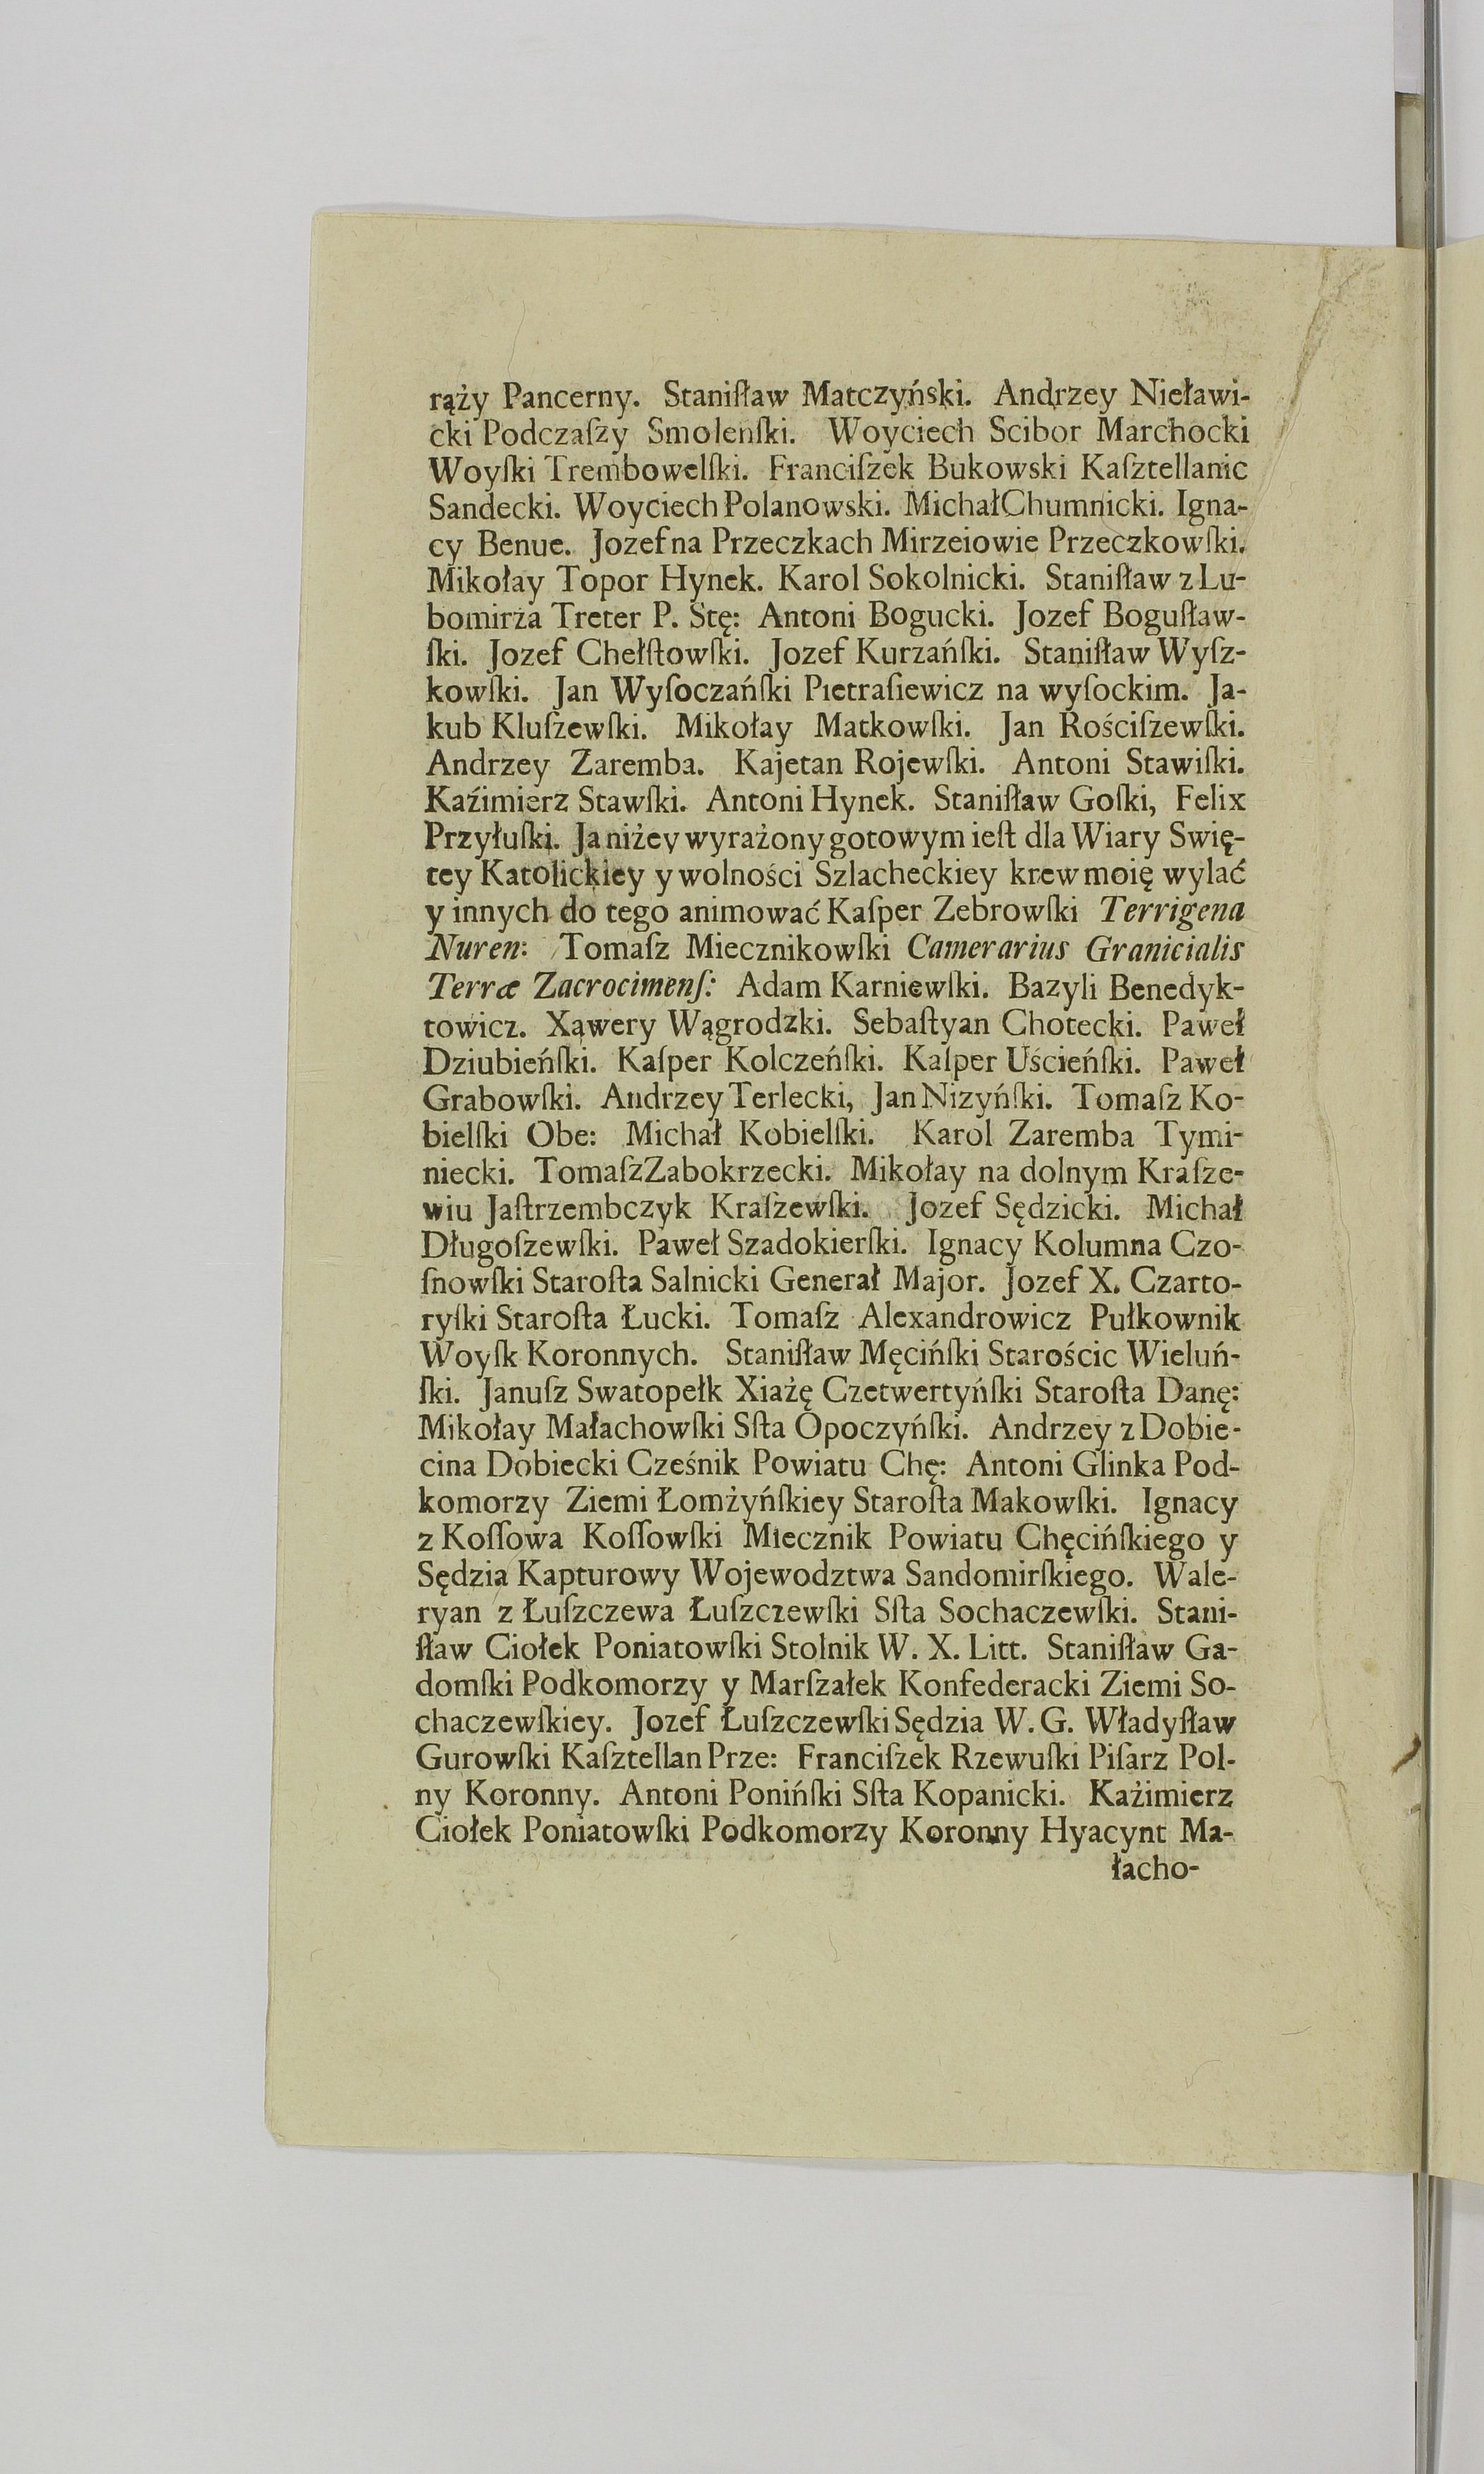 rąży Pancerny. Staniſław Matczyński. Andrzey Nieławi-
cki Podczaſzy Smolenſki. Woyciech Scibor Marchocki
Woyſki Trembowelſki. Franciſzek Bukowski Kaſztellanic
Sandecki. Woyciech Polanowski. Michał Chumnicki. Igna-
cy Benue. Jozef na Przeczkach Mirzeiowie Przeczkowſki.
Mikołay Topor Hynek. Karol Sokolnicki. Staniſław z Lu-
bomirza Treter P. Stę: Antoni Bogucki. Jozef Boguſław-
ſki. Jozef Chełſtowſki. Jozef Kurzańſki. Staniſław Wyſz-
kowſki. Jan Wyſoczańſki Pietraſiewicz na wyſockim. Ja-
kub Kluſzewſki. Mikołay Matkowſki. Jan Rościſzewſki.
Andrzey Zaremba. Kajetan Rojewſki. Antoni Stawiſki.
Kaźimierz Stawſki. Antoni Hynek. Staniſław Goſki, Felix
Przyłuſki. Ja niżey wyrażony gotowym ieſt dla Wiary Swię-
tey Katolickiey y wolności Szlacheckiey krew moię wylać
y innych do tego animować Kaſper Zebrowſki Terrigena
Nuren: Tomaſz Miecznikowſki Camerarius Granicialis
Terræ Zacrocimenſ: Adam Karniewſki. Bazyli Benedyk-
towicz. Xąwery Wągrodzki. Sebaſtyan Chotecki. Paweł
Dziubieńſki. Kaſper Kolczeńſki. Kaſper Uścieńſki. Paweł
Grabowſki. Andrzey Terlecki, Jan Nizyńſki. Tomaſz Ko-
bielſki Obe: Michał Kobielſki. Karol Zaremba Tymi-
niecki. Tomaſz Zabokrzecki. Mikołay na dolnym Kraſze-
wiu Jaſtrzembczyk Kraſzewſki. Jozef Sędzicki. Michał
Długoſzewſki. Paweł Szadokierſki. Ignacy Kolumna Czo-
ſnowſki Staroſta Salnicki Generał Major. Jozef X. Czarto-
ryſki Staroſta Łucki. Tomaſz Alexandrowicz Pułkownik
Woyſk Koronnych. Staniſław Męcińſki Starościc Wieluń-
ſki. Januſz Swatopełk Xiażę Czetwertyńſki Staroſta Danę:
Mikołay Małachowſki Sſta Opoczyńſki. Andrzey z Dobie-
cina Dobiecki Cześnik Powiatu Chę: Antoni Glinka Pod-
komorzy Ziemi Łomżyńſkiey Staroſta Makowſki. Ignacy
z Koſſowa Koſſowſki Miecznik Powiatu Chęcińſkiego y
Sędzia Kapturowy Wojewodztwa Sandomirſkiego. Wale-
ryan z Łuſzczewa Łuſzczewſki Sſta Sochaczewſki. Stani-
ſław Ciołek Poniatowſki Stolnik W. X. Litt. Staniſław Ga-
domſki Podkomorzy y Marſzałek Konfederacki Ziemi So-
chaczewſkiey. Jozef Łuſzczewſki Sędzia W. G. Władyſław
Gurowſki Kaſztellan Prze: Franciſzek Rzewuſki Piſarz Pol-
ny Koronny. Antoni Ponińſki Sſta Kopanicki. Każimierz
Ciołek Poniatowſki Podkomorzy Koronny Hyacynt Ma-
łacho-